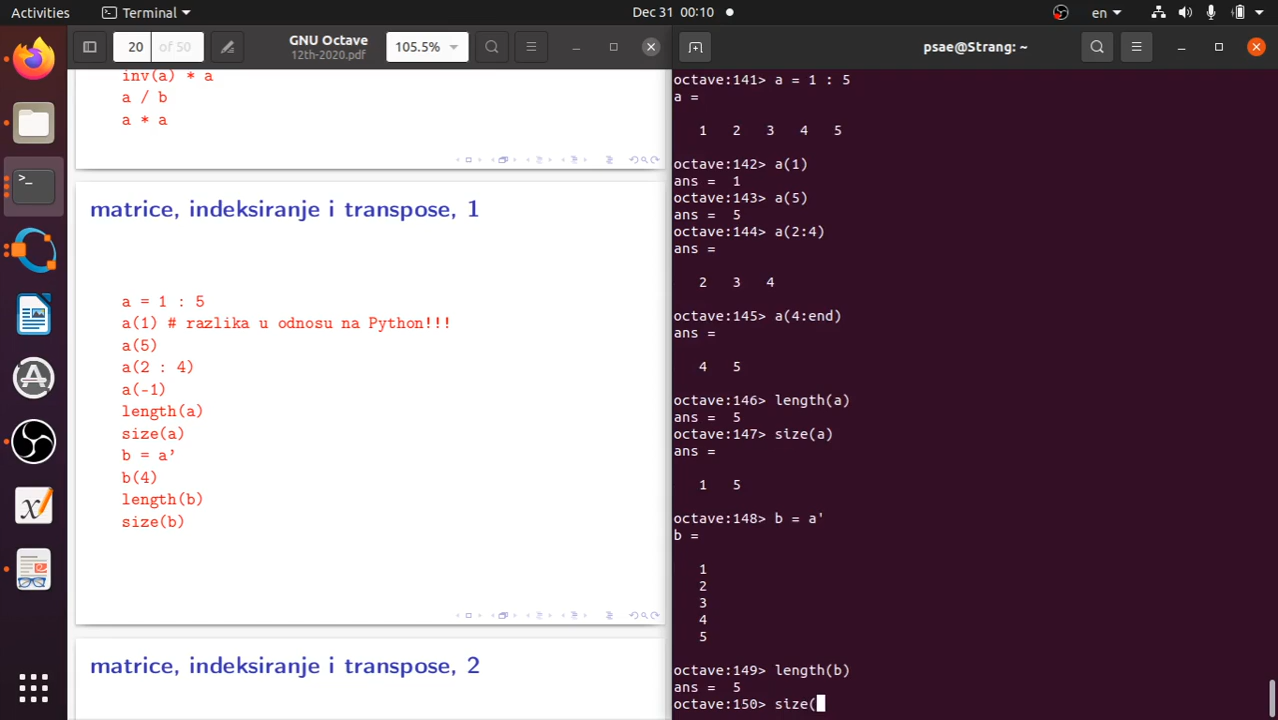 Activities
Terminal
Dec 31 00:10
en
20 of 50
GNU Octave
12th-2020.pdf
105.5%
inv(a) * a
a / b
a * a
matrice, indeksiranje i transpose, 1
a = 1 : 5
a(1) # razlika u odnosu na Python!!!
a(5)
a(2 : 4)
a(-1)
length(a)
size(a)
b = a’
b(4)
length(b)
size(b)
matrice, indeksiranje i transpose, 2
psae@Strang: ~
octave:141> a = 1 : 5
a =
1 2 3 4 5
octave:142> a(1)
ans = 1
octave:143> a(5)
ans = 5
octave:144> a(2:4)
ans =
2 3 4
octave:145> a(4:end)
ans =
4 5
octave:146> length(a)
ans = 5
octave:147> size(a)
ans =
1 5
octave:148> b = a'
b =
1
2
3
4
5
octave:149> length(b)
ans = 5
octave:150> size(